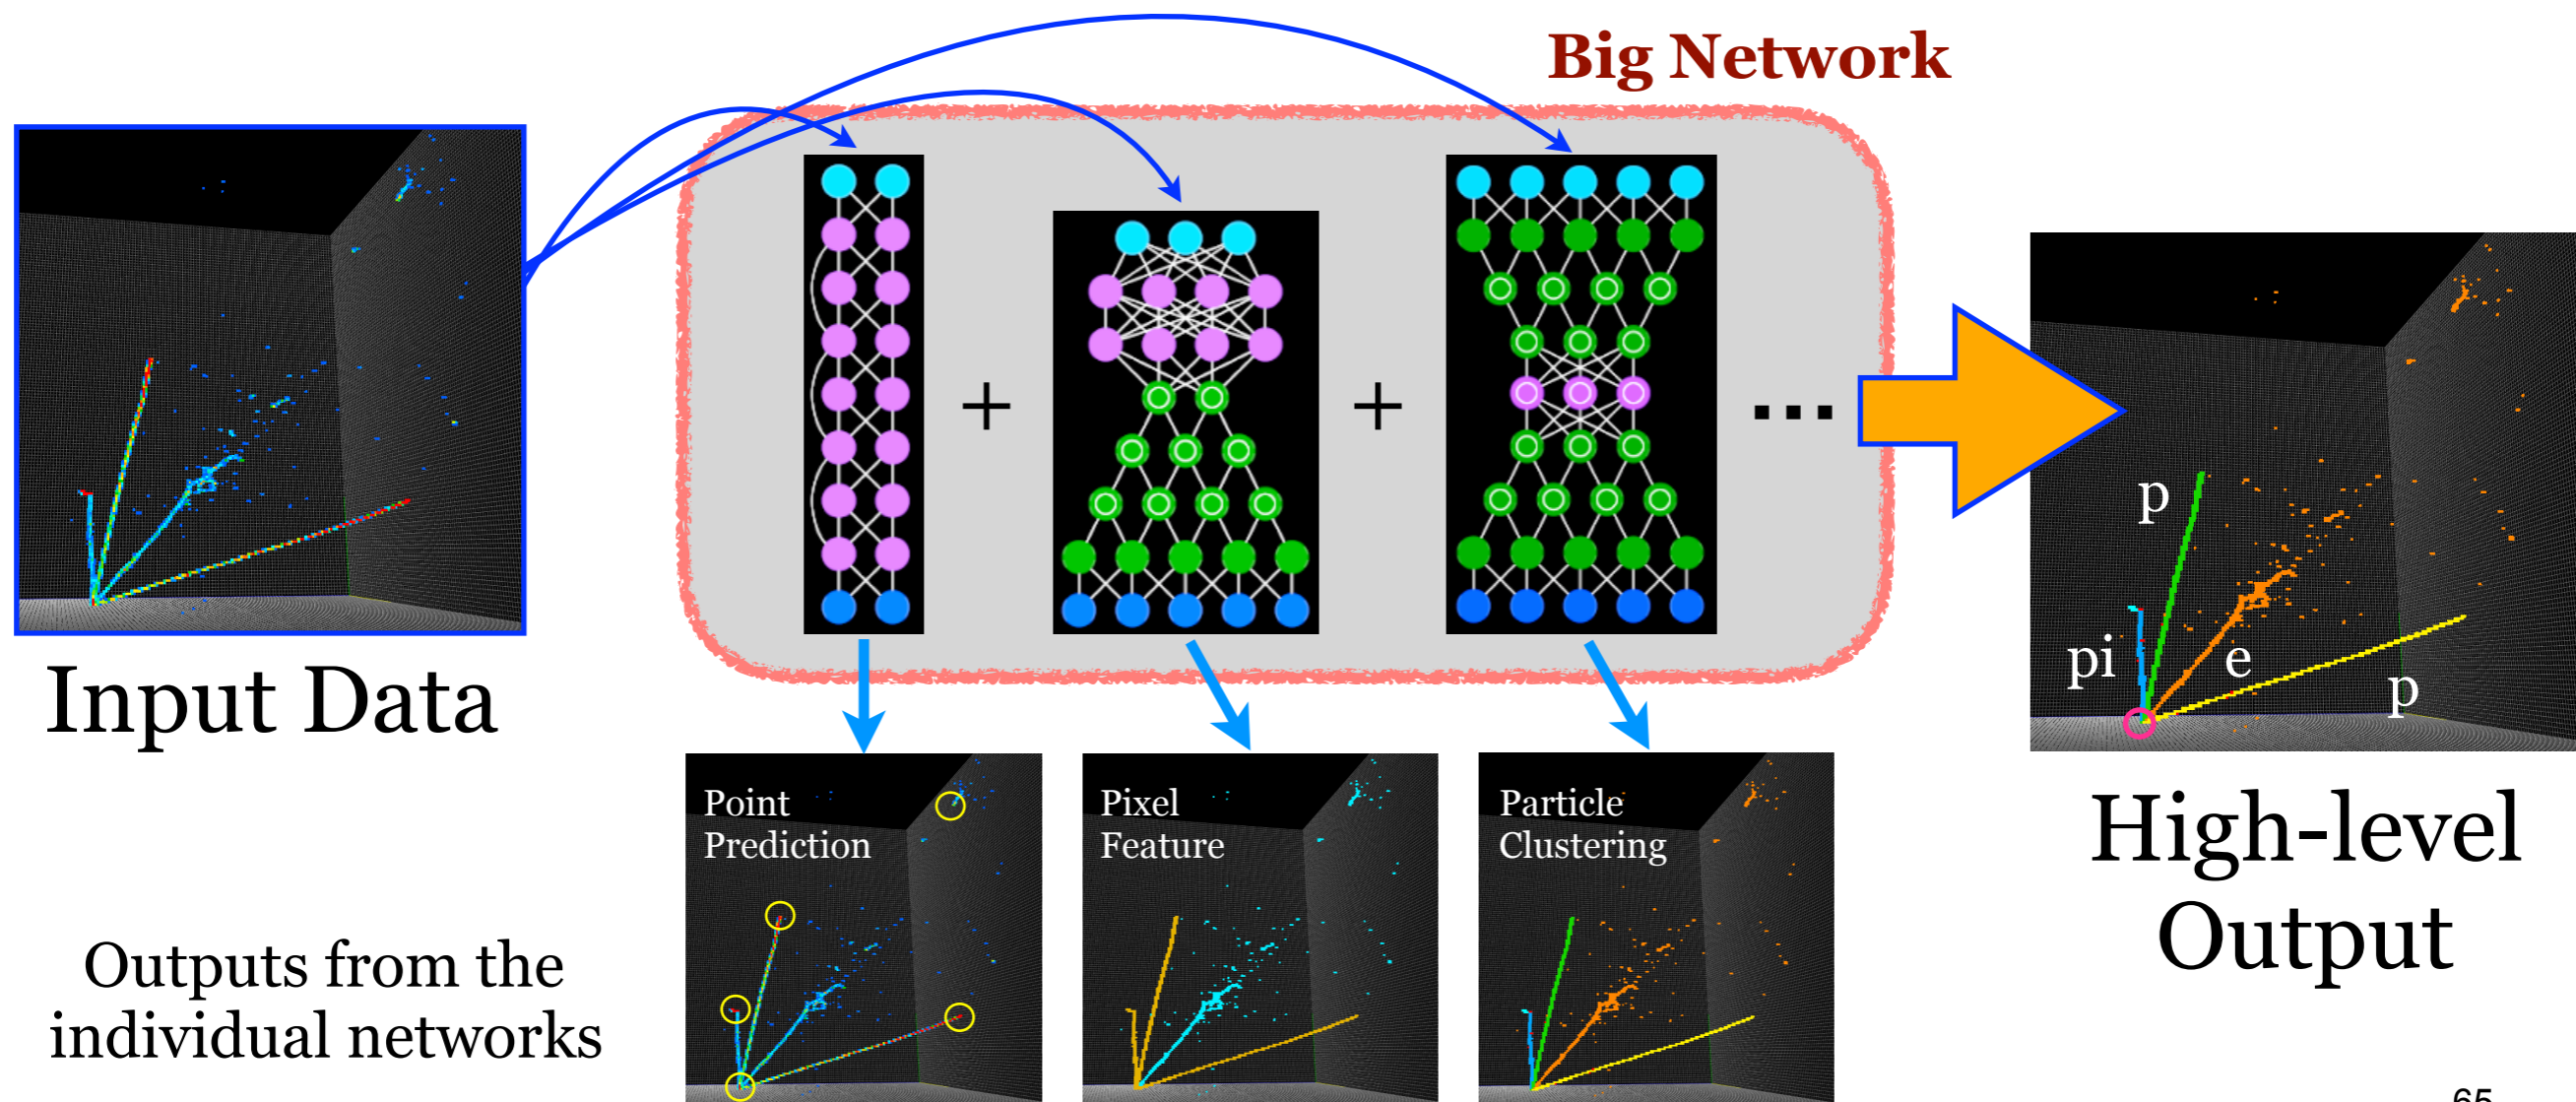 Big Network
+
+
...
Input Data
p
pi
e
p
Point
Prediction
Pixel
Feature
Particle
Clustering
High-level
Output
Outputs from the
individual networks
65